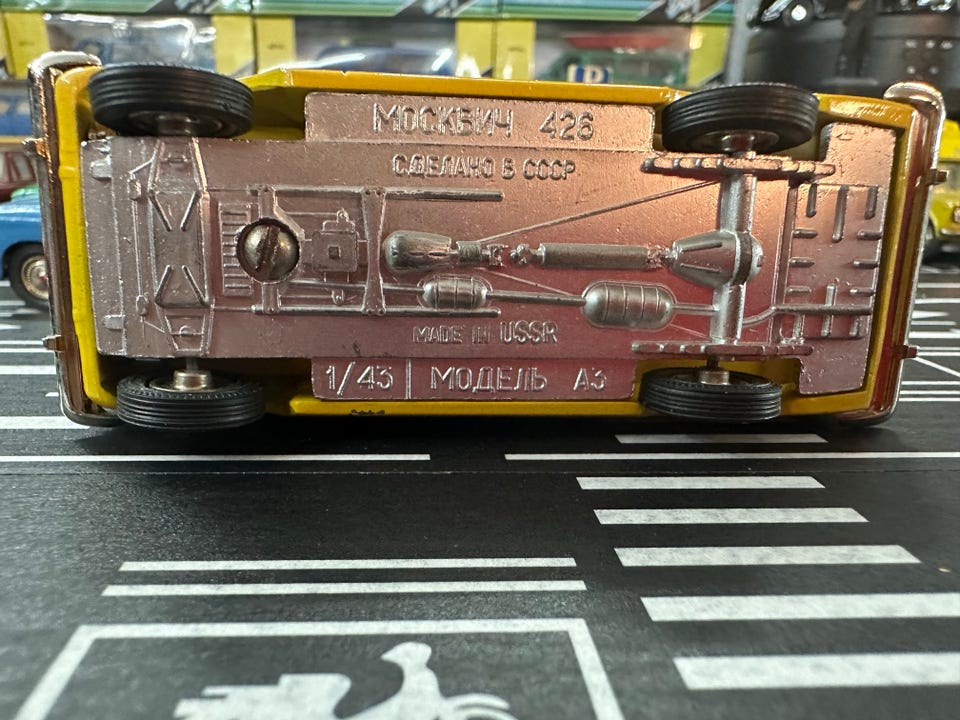 МОСКВИЧ 426
СДЕЛАНО В СССР
MADE IN USSR
1/43 МОДЕЛЬ А3